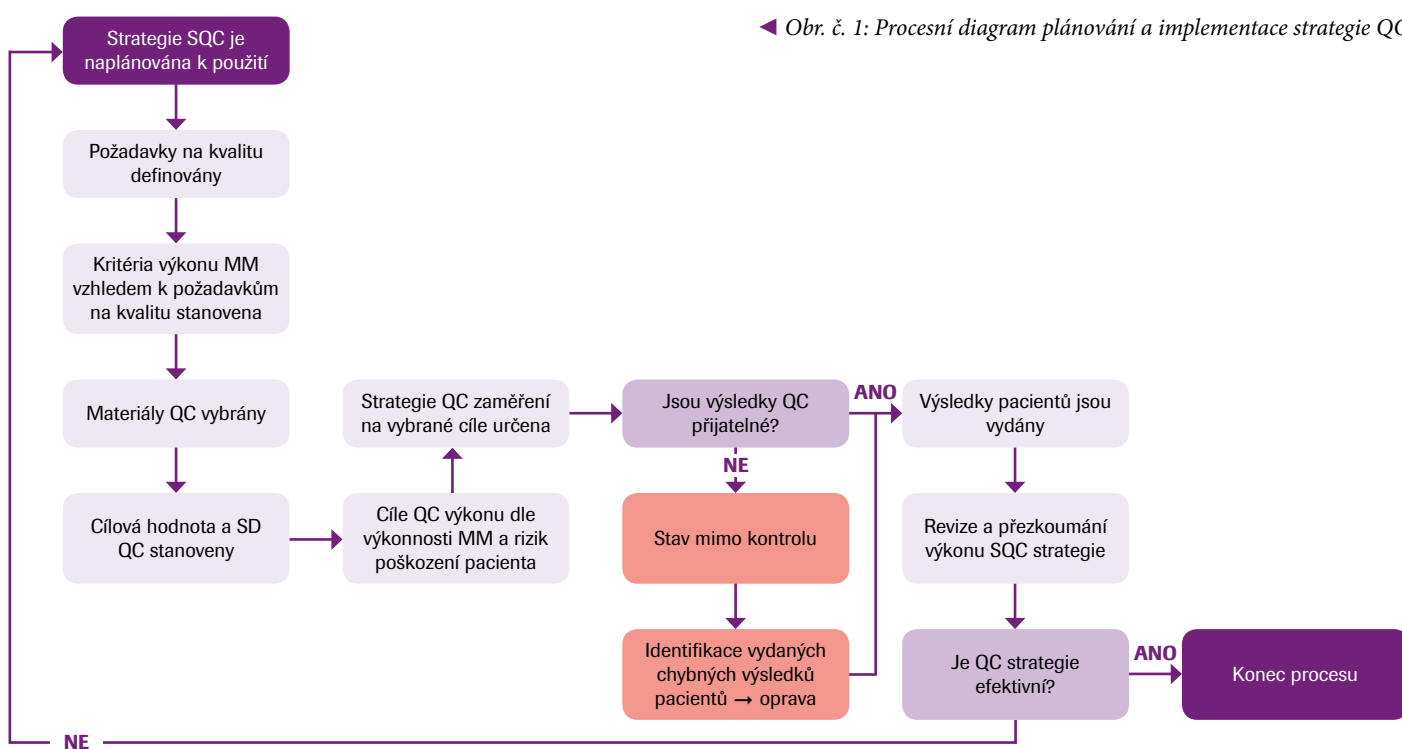 ◄ Obr. č. 1: Procesní diagram plánování a implementace strategie QC
Strategie SQC je
naplánována k použití
Požadavky na kvalitu
definovány
Kritéria výkonu MM
vzhledem k požadavkům
na kvalitu stanovena
Materiály QC vybrány
Cílová hodnota a SD
QC stanoveny
Cíle QC výkonu dle
výkonnosti MM a rizik
poškození pacienta
Strategie QC zaměření
na vybrané cíle určena
Jsou výsledky QC
přijatelné?
ANO
NE
Stav mimo kontrolu
Identifikace vydaných
chybných výsledků
pacientů → oprava
Výsledky pacientů jsou
vydány
Revize a přezkoumání
výkonu SQC strategie
Je QC strategie
efektivní?
ANO
Konec procesu
NE